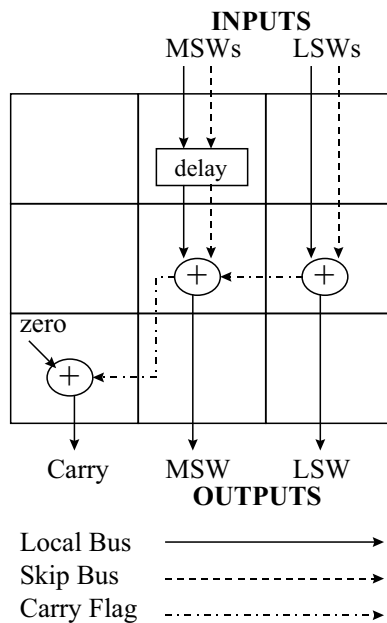 INPUTS
MSWs LSWs
delay
+ +
zero
+
Carry MSW LSW
OUTPUTS
Local Bus
Skip Bus
Carry Flag